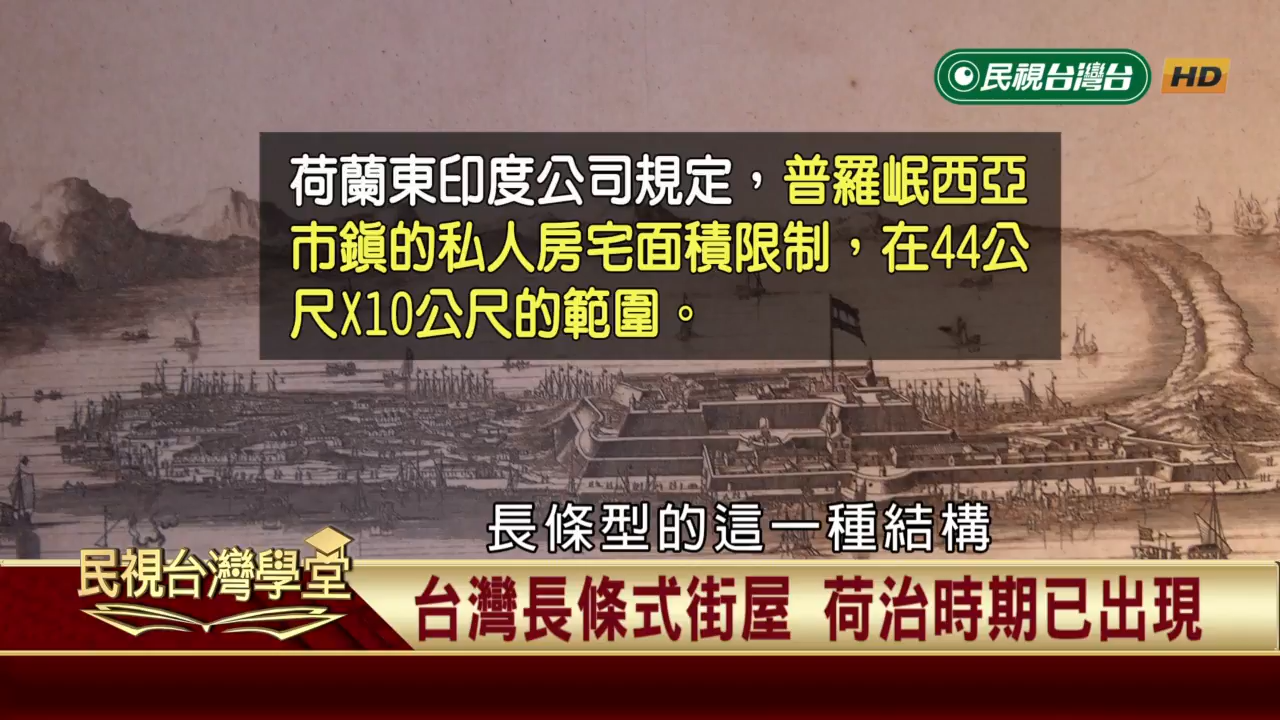 民視台灣台 HD
荷蘭東印度公司規定，普羅岷西亞
市鎮的私人房宅面積限制，在44公
尺X10公尺的範圍。
長條型的這一種結構
民視台灣學堂
台灣長條式街屋 荷治時期已出現